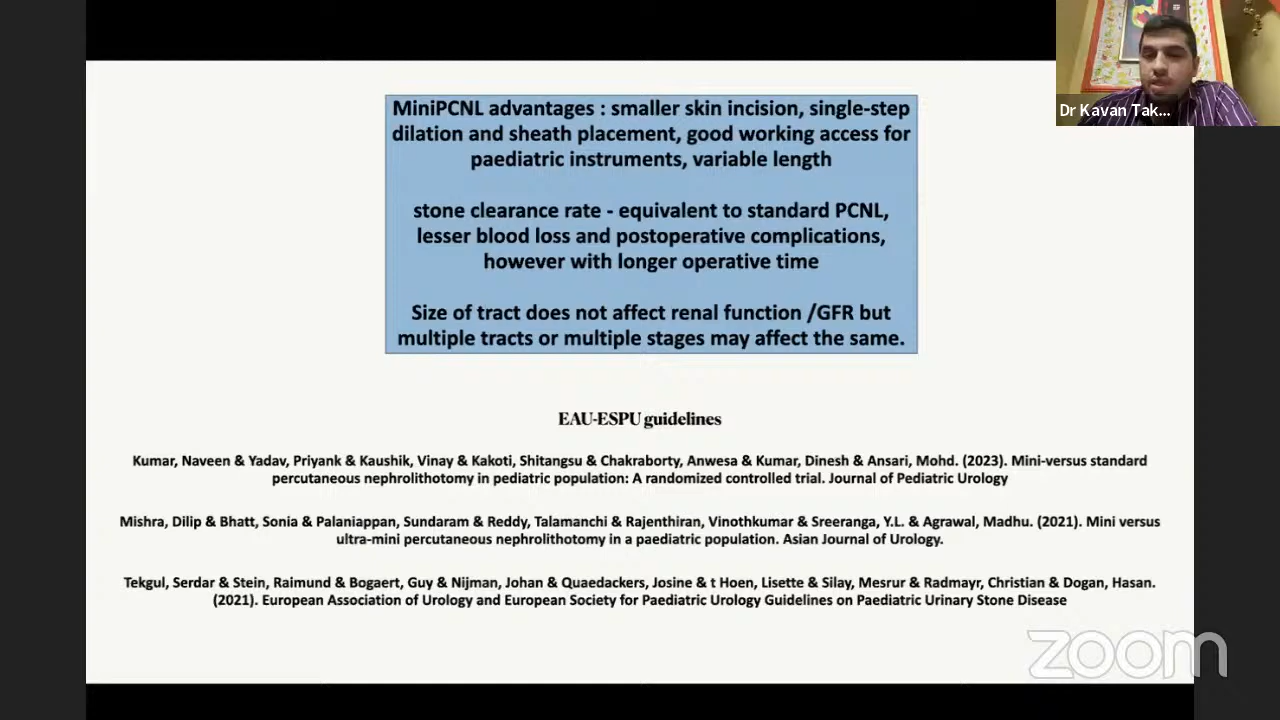 MiniPCNL advantages : smaller skin incision, single-step
dilation and sheath placement, good working access for
paediatric instruments, variable length
stone clearance rate - equivalent to standard PCNL,
lesser blood loss and postoperative complications,
however with longer operative time
Size of tract does not affect renal function /GFR but
multiple tracts or multiple stages may affect the same.
EAU-ESPU guidelines
Kumar, Naveen & Yadav, Priyank & Kaushik, Vinay & Kakoti, Shitangsu & Chakraborty, Anwesa & Kumar, Dinesh & Ansari, Mohd. (2023). Mini-versus standard
percutaneous nephrolithotomy in pediatric population: A randomized controlled trial. Journal of Pediatric Urology
Mishra, Dilip & Bhatt, Sonia & Palaniappan, Sundaram & Reddy, Talamanchi & Rajenthiran, Vinothkumar & Sreeranga, Y.L. & Agrawal, Madhu. (2021). Mini versus
ultra-mini percutaneous nephrolithotomy in a paediatric population. Asian Journal of Urology.
Tekgul, Serdar & Stein, Raimund & Bogaert, Guy & Nijman, Johan & Quaedackers, Josine & t Hoen, Lisette & Silay, Mesrur & Radmayr, Christian & Dogan, Hasan.
(2021). European Association of Urology and European Society for Paediatric Urology Guidelines on Paediatric Urinary Stone Disease
Dr Kavan Tak...
zoom